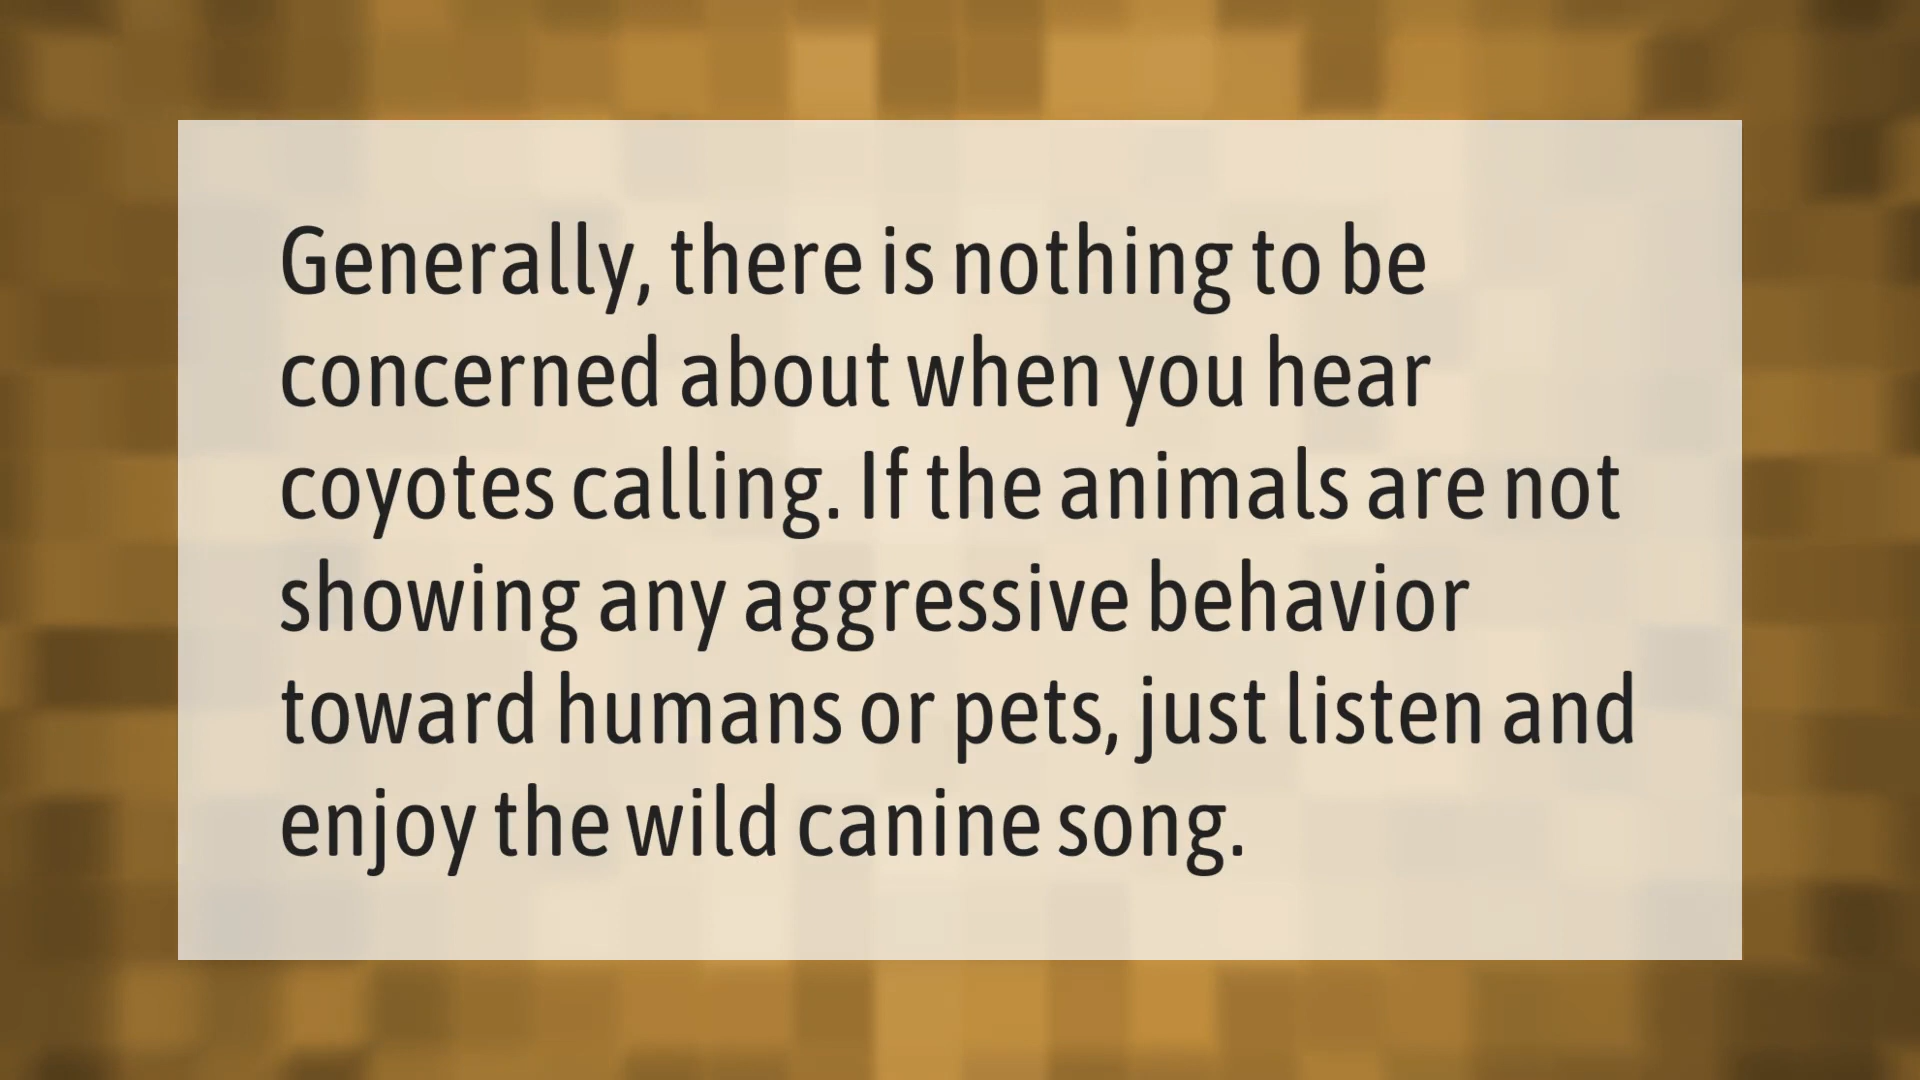 Generally, there is nothing to be
concerned about when you hear
coyotes calling. If the animals are not
showing any aggressive behavior
toward humans or pets, just listen and
enjoy the wild canine song.